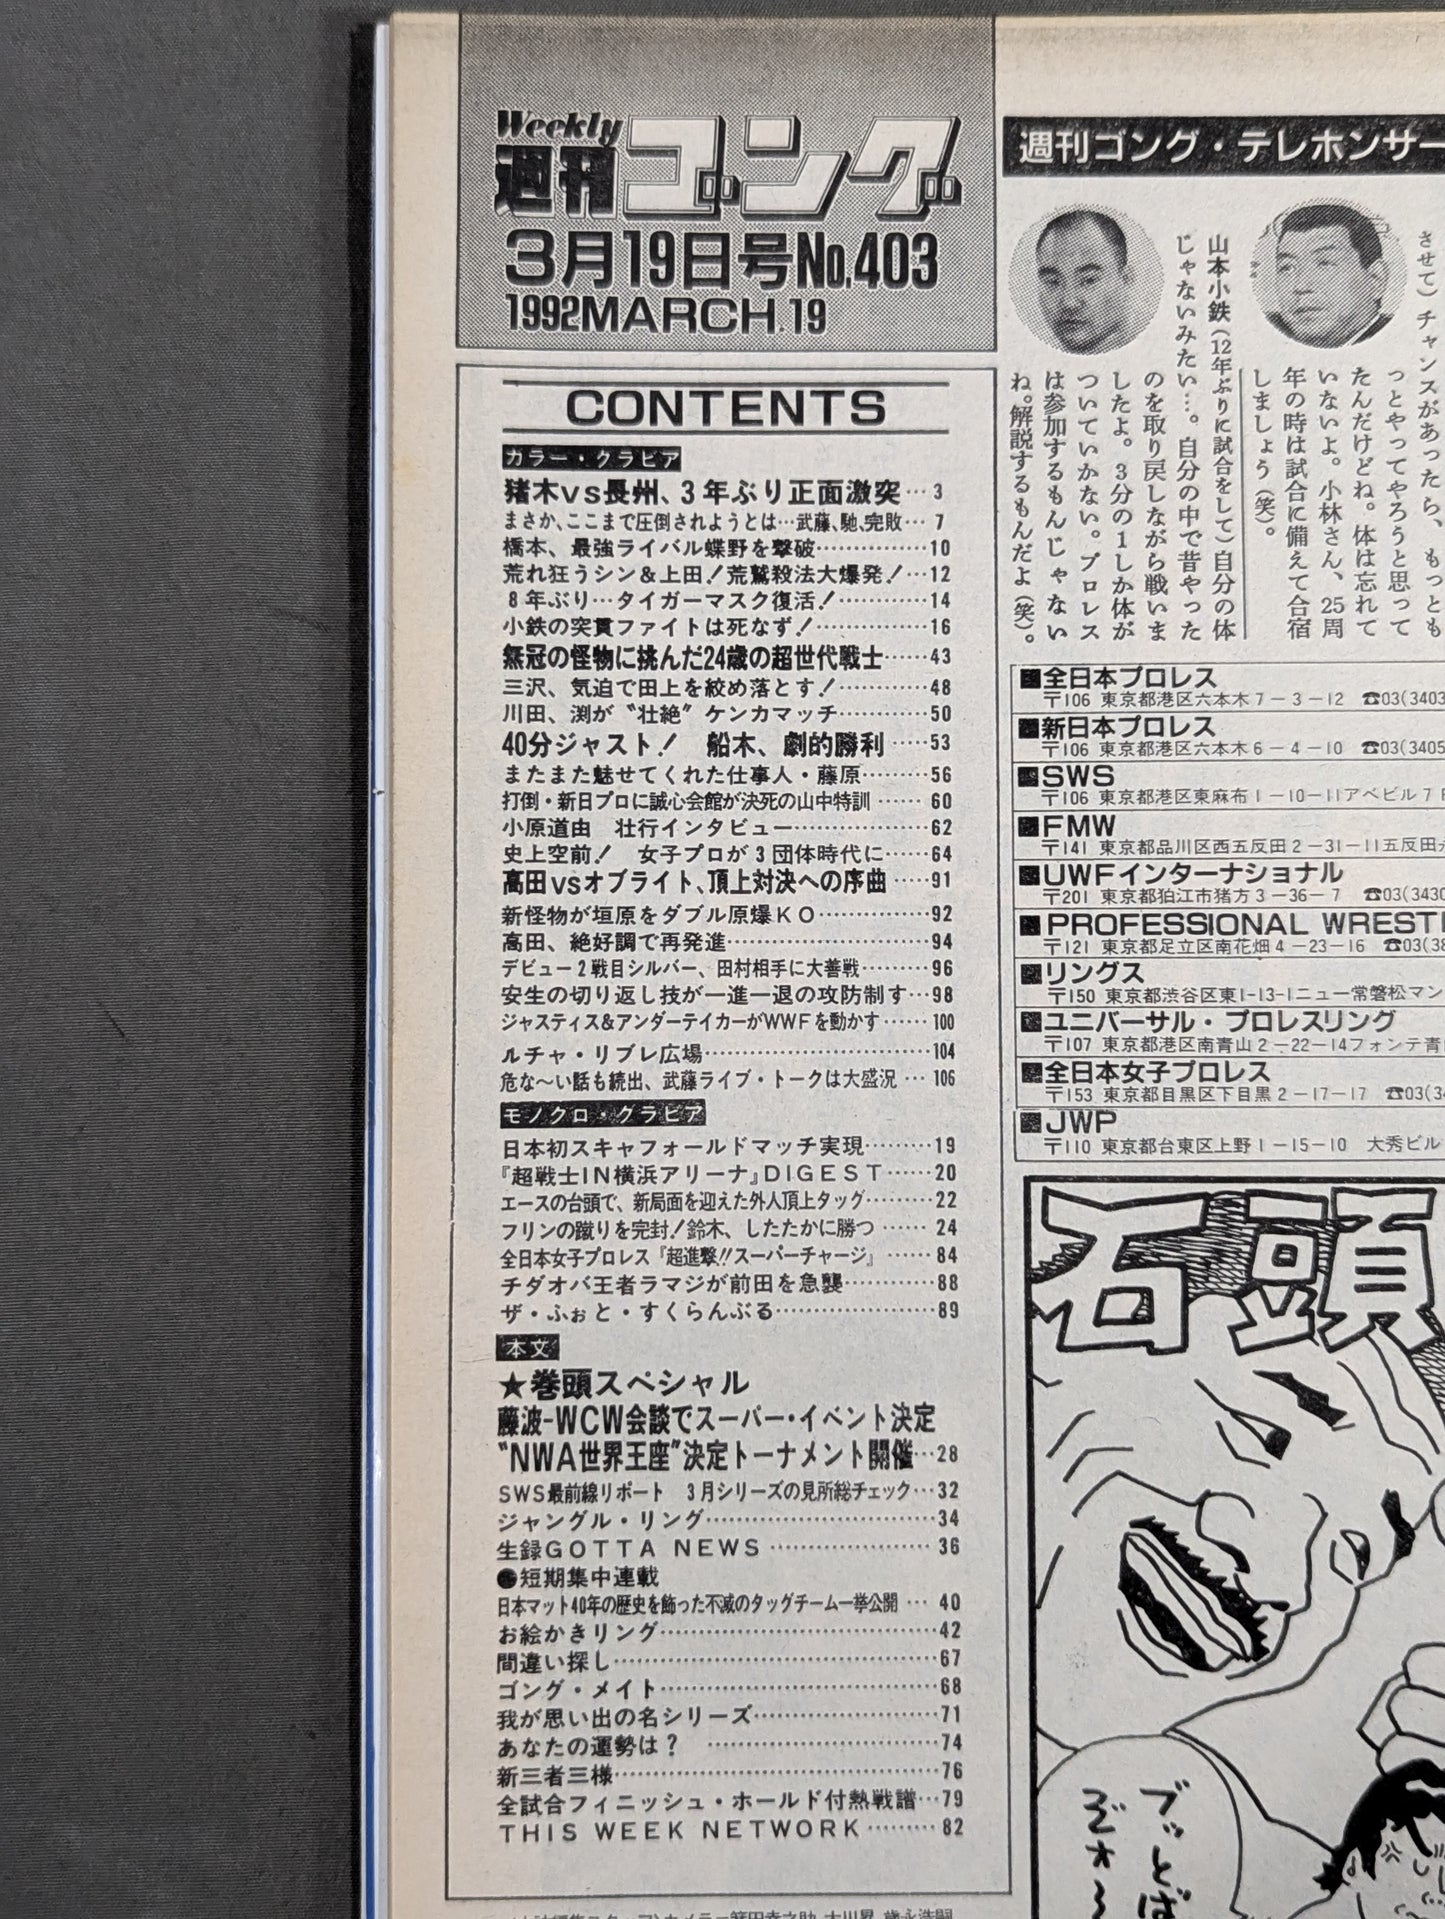 Weekly
週刊ゴング
3月19日号No.403
1992MARCH.19
CONTENTS
カラー・グラビア
猪木vs長州、3年ぶり正面激突…3
まさか、ここまで圧倒されようとは…武藤、馳、完敗…7
橋本、最強ライバル蝶野を撃破……………10
荒れ狂うシン&上田!荒鷲殺法大爆発!…12
8年ぶり…タイガーマスク復活!…………14
小鉄の突貫ファイトは死なず!……………16
無冠の怪物に挑んだ24歳の超世代戦士……43
三沢、気迫で田上を絞め落とす!…………48
川田、渕が〝壮絶〟ケンカマッチ…………50
40分ジャスト! 船木、劇的勝利……53
またまた魅せてくれた仕事人・藤原………56
打倒・新日プロに誠心会館が決死の山中特訓……60
小原道由 壮行インタビュー………………62
史上空前! 女子プロが3団体時代に……64
高田vsオブライト、頂上対決への序曲……91
新怪物が垣原をダブル原爆KO……………92
高田、絶好調で再発進………………………94
デビュー2戦目シルバー、田村相手に大善戦………96
安生の切り返し技が一進一退の攻防制す…98
ジャスティス&アンダーテイカーがWWFを動かす……100
ルチャ・リブレ広場…………………………104
危な〜い話も続出、武藤ライブ・トークは大盛況…106
モノクロ・グラビア
日本初スキャフォールドマッチ実現………19
『超戦士IN横浜アリーナ』DIGEST……20
エースの台頭で、新局面を迎えた外人頂上タッグ………22
フリンの蹴りを完封!鈴木、したたかに勝つ……24
全日本女子プロレス『超進撃!!スーパーチャージ』……84
チダオバ王者ラマジが前田を急襲…………88
ザ・ふぉと・すくらんぶる…………………89
本文
★巻頭スペシャル
藤波-WCW会談でスーパー・イベント決定
“NWA世界王座”決定トーナメント開催…28
SWS最前線リポート 3月シリーズの見所総チェック…32
ジャングル・リング…………………………34
生録GOTTA NEWS…………………36
●短期集中連載
日本マット40年の歴史を飾った不滅のタッグチーム一挙公開…40
お絵かきリング………………………………42
間違い探し……………………………………67
ゴング・メイト………………………………68
我が思い出の名シリーズ……………………71
あなたの運勢は?……………………………74
新三者三様……………………………………76
全試合フィニッシュ・ホールド付熱戦譜…79
THIS WEEK NETWORK………82
週刊ゴング・テレホンサー
させて)チャンスがあったら、もっとも
っとやってやろうと思って
たんだけどね。体は忘れて
いないよ。小林さん、25周
年の時は試合に備えて合宿
しましょう(笑)。
山本小鉄(12年ぶりに試合をして)自分の体
じゃないみたい…。自分の中で昔やった
のを取り戻しながら戦いま
したよ。3分の1しか体が
ついていかない。プロレス
は参加するもんじゃない
ね。解説するもんだよ(笑)。
■全日本プロレス
〒106 東京都港区六本木7-3-12 ☎03(3403
■新日本プロレス
〒106 東京都港区六本木6-4-10 ☎03(3405
■SWS
〒106 東京都港区東麻布1-10-11アベビル7
■FMW
〒141 東京都品川区西五反田2-31-11五反田
■UWFインターナショナル
〒201 東京都狛江市猪方3-36-7 ☎03(3430
■PROFESSIONAL WRESTL
〒121 東京都足立区南花畑4-23-16 ☎03(38
■リングス
〒150 東京都渋谷区東1-13-1ニュー常磐松マン
■ユニバーサル・プロレスリング
〒107 東京都港区南青山2-22-14フォンテ青
■全日本女子プロレス
〒153 東京都目黒区下目黒2-17-17 ☎03(34
■JWP
〒110 東京都台東区上野1-15-10 大秀ビル
石頭
ブッとば
ぞオ〜